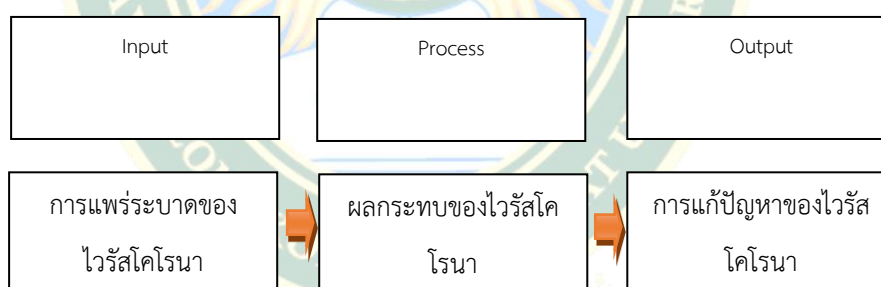 Input
Process
Output
การแพร่ระบาดของ
ไวรัสโคโรนา
ผลกระทบของไวรัสโค
โรนา
การแก้ปัญหาของไวรัส
โคโรนา